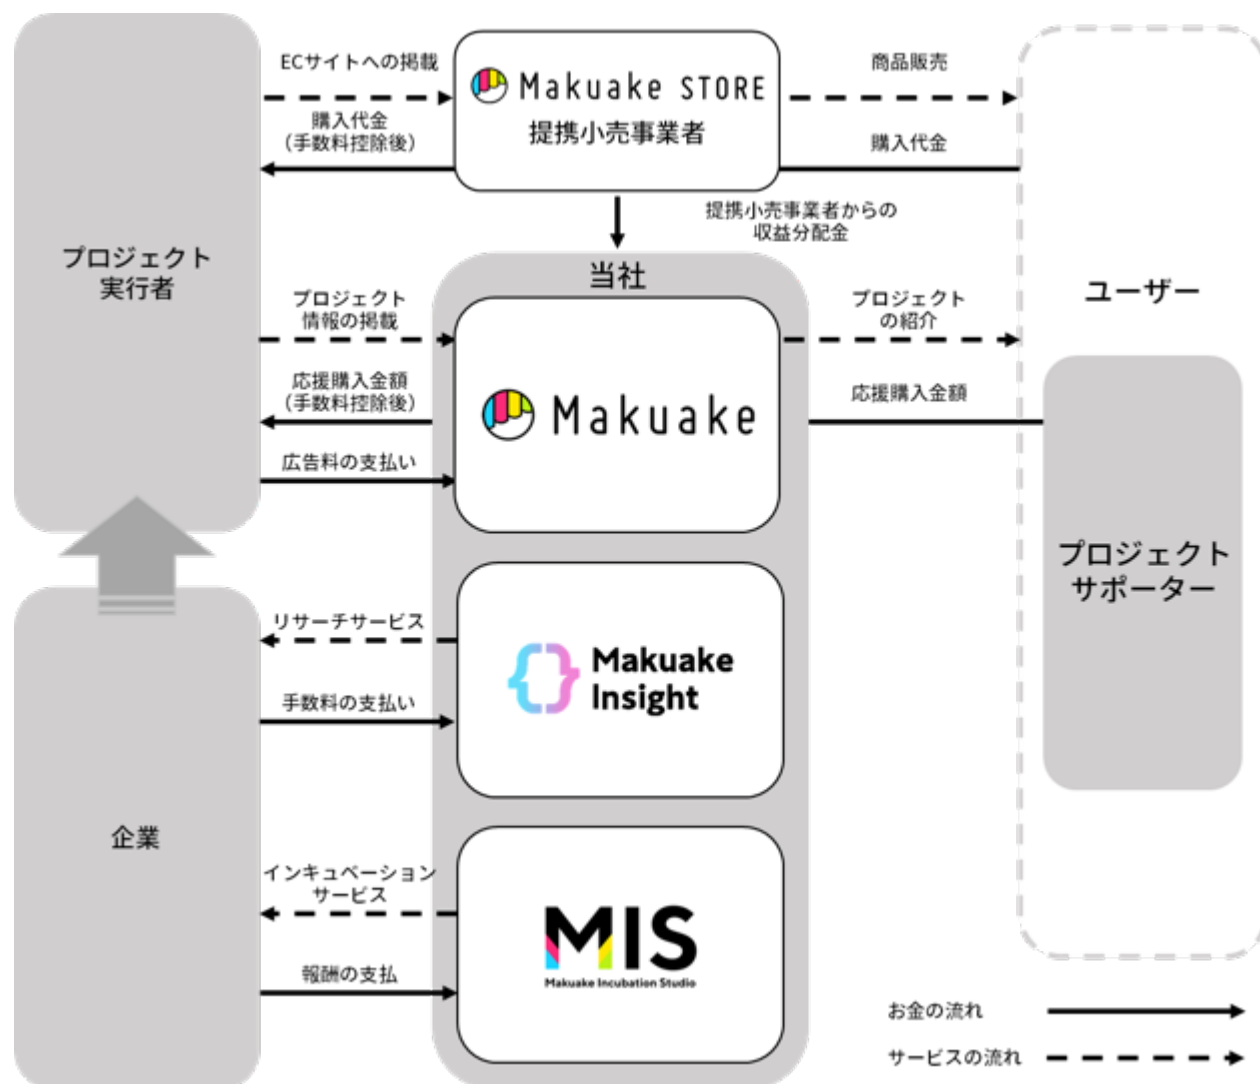 ECサイトへの掲載
購入代金
（手数料控除後）
Makuake STORE
提携小売事業者
商品販売
購入代金
提携小売事業者からの
収益分配金
プロジェクト
実行者
当社
プロジェクト
情報の掲載
応援購入金額
（手数料控除後）
広告料の支払い
Makuake
プロジェクト
の紹介
応援購入金額
ユーザー
プロジェクト
サポーター
企業
リサーチサービス
手数料の支払い
Makuake
Insight
インキュベーション
サービス
報酬の支払
MIS
Makuake Incubation Studio
お金の流れ
サービスの流れ